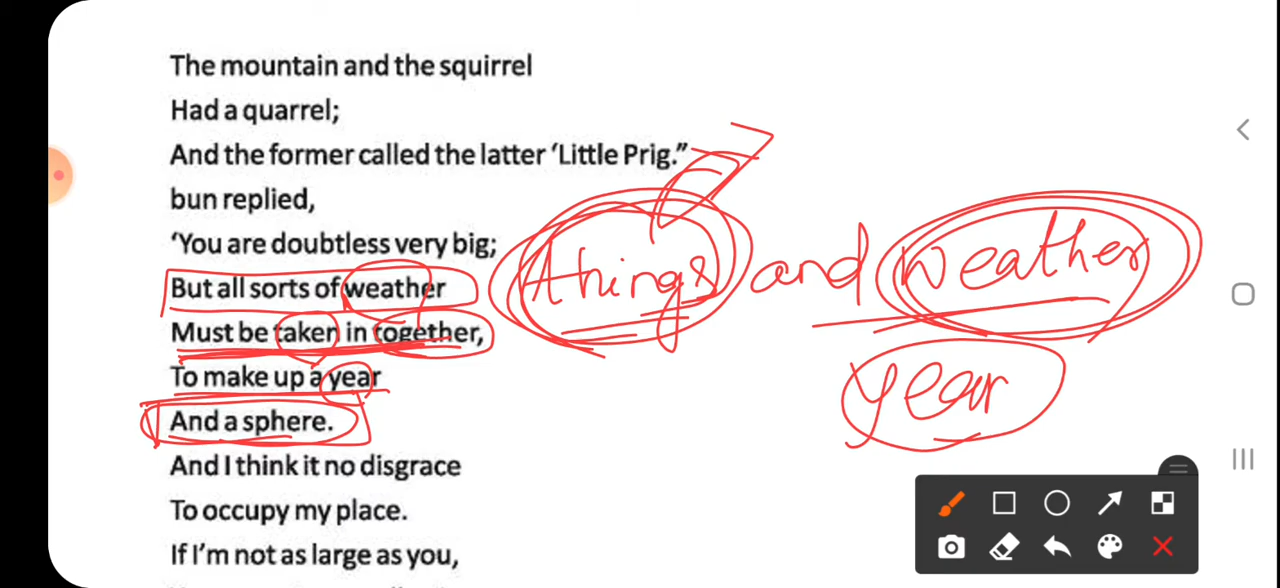 The mountain and the squirrel
Had a quarrel;
And the former called the latter ‘Little Prig.”
bun replied,
‘You are doubtless very big;
But all sorts of weather
Must be taken in together,
To make up a year
And a sphere.
And I think it no disgrace
To occupy my place.
If I’m not as large as you,
things and weather
year